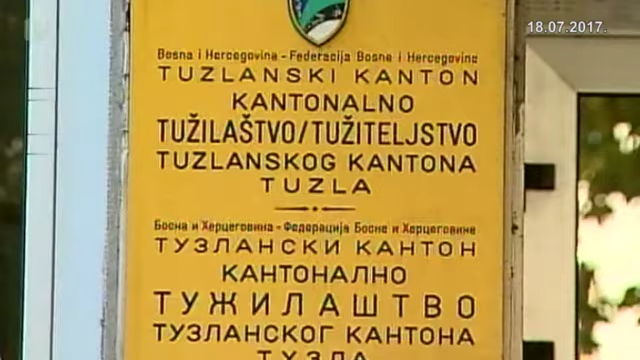 18.07.2017.
Bosna i Hercegovina - Federacija Bosne i Hercegovine
TUZLANSKI KANTON
KANTONALNO
TUŽILAŠTVO/TUŽITELJSTVO
TUZLANSKOG KANTONA
TUZLA
Босна и Херцеговина - Федерација Босне и Херцеговине
ТУЗЛАНСКИ КАНТОН
КАНТОНАЛНО
ТУЖИЛАШТВО
ТУЗЛАНСКОГ КАНТОНА
ТУЗЛА